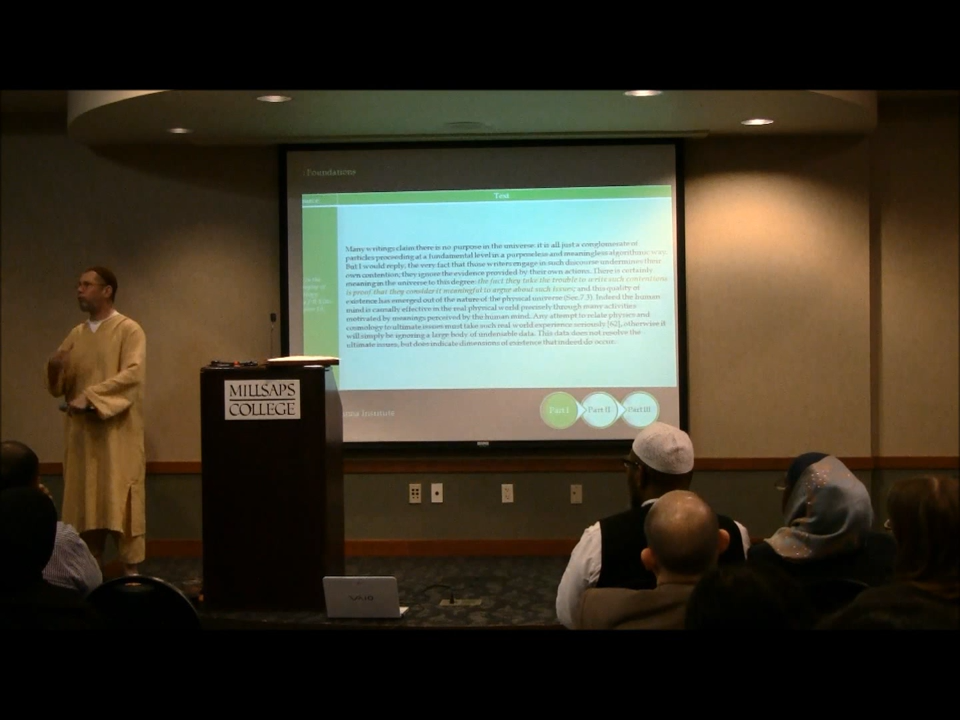 Foundations
Text
Many writings claim there is no purpose in the universe: it is all just a conglomerate of
particles proceeding at a fundamental level in a purposeless and meaningless algorithmic way.
But I would reply, the very fact that those writers engage in such discourse undermines their
own contention; they ignore the evidence provided by their own actions. There is certainly
meaning in the universe to this degree: the fact they take the trouble to write such contentions
is proof that they consider it meaningful to argue about such issues; and this quality of
existence has emerged out of the nature of the physical universe (Sec.7.3). Indeed the human
mind is causally effective in the real physical world precisely through many activities
motivated by meanings perceived by the human mind. Any attempt to relate physics and
cosmology to ultimate issues must take such real world experience seriously [62], otherwise it
will simply be ignoring a large body of undeniable data. This data does not resolve the
ultimate issues, but does indicate dimensions of existence that indeed do occur.
Institute
Part I Part II Part III
MILLSAPS
COLLEGE
VAIO